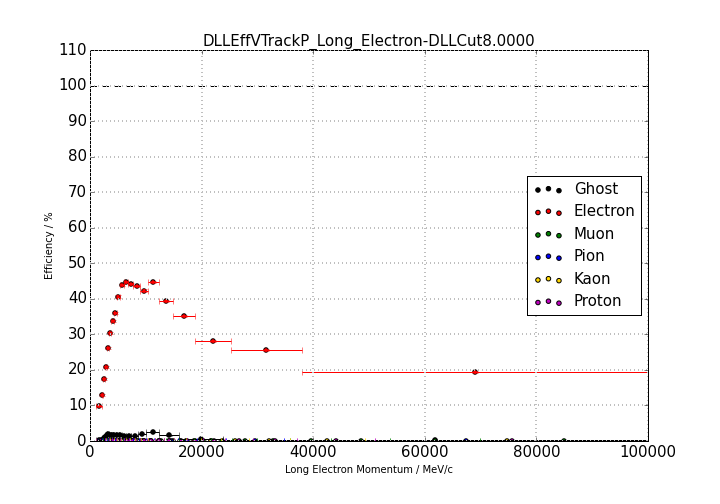 DLLEffVTrackP_Long_Electron-DLLCut8.0000
110
100
90
80
70
60
50
40
30
20
10
0
Efficiency / %
Ghost
Electron
Muon
Pion
Kaon
Proton
0 20000 40000 60000 80000 100000
Long Electron Momentum / MeV/c